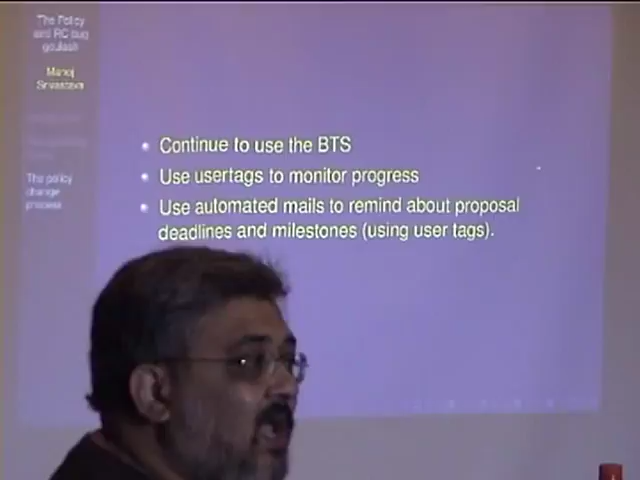 The Policy
and RC bug
goulash
Manoj
Srivastava
The policy
change
process
Continue to use the BTS
Use usertags to monitor progress
Use automated mails to remind about proposal
deadlines and milestones (using user tags).